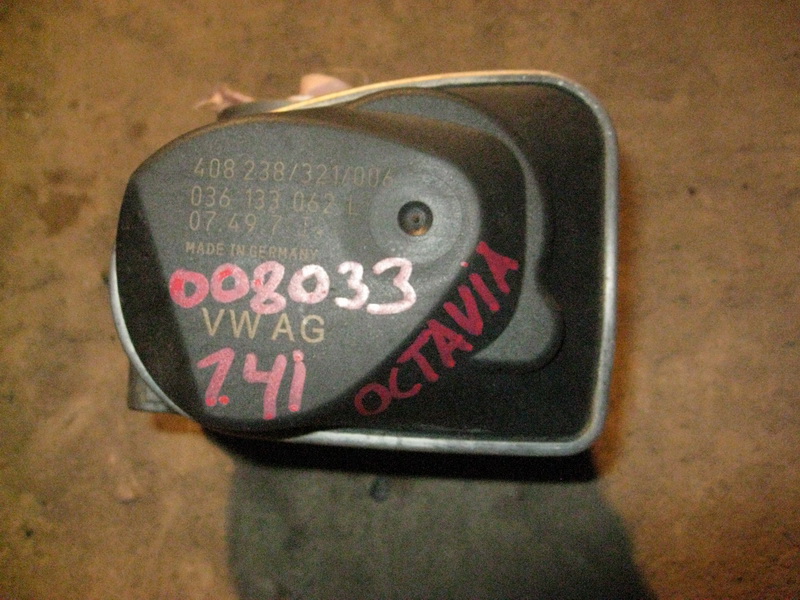 408 238/321/006
036 133 062 L
07.49.7 I
MADE IN GERMANY
008033
VW AG
1.4i
OCTAVIA